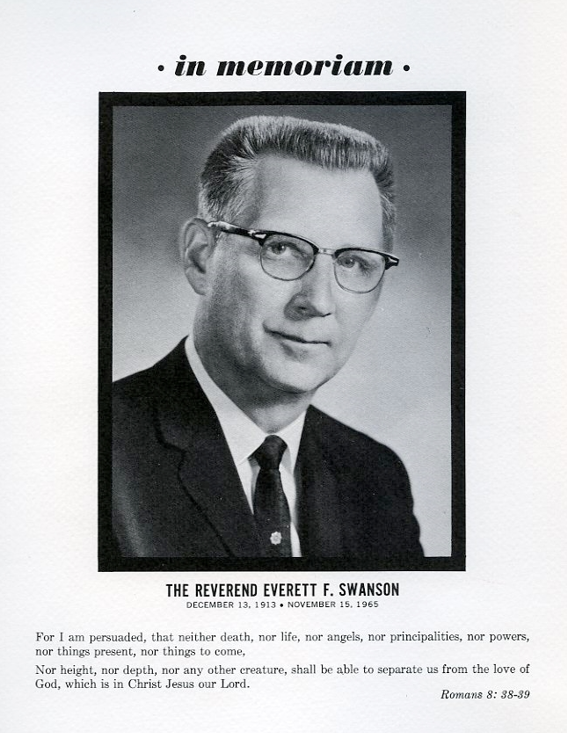 • in memoriam •
THE REVEREND EVERETT F. SWANSON
DECEMBER 13, 1913 • NOVEMBER 15, 1965
For I am persuaded, that neither death, nor life, nor angels, nor principalities, nor powers,
nor things present, nor things to come,
Nor height, nor depth, nor any other creature, shall be able to separate us from the love of
God, which is in Christ Jesus our Lord.
Romans 8: 38-39